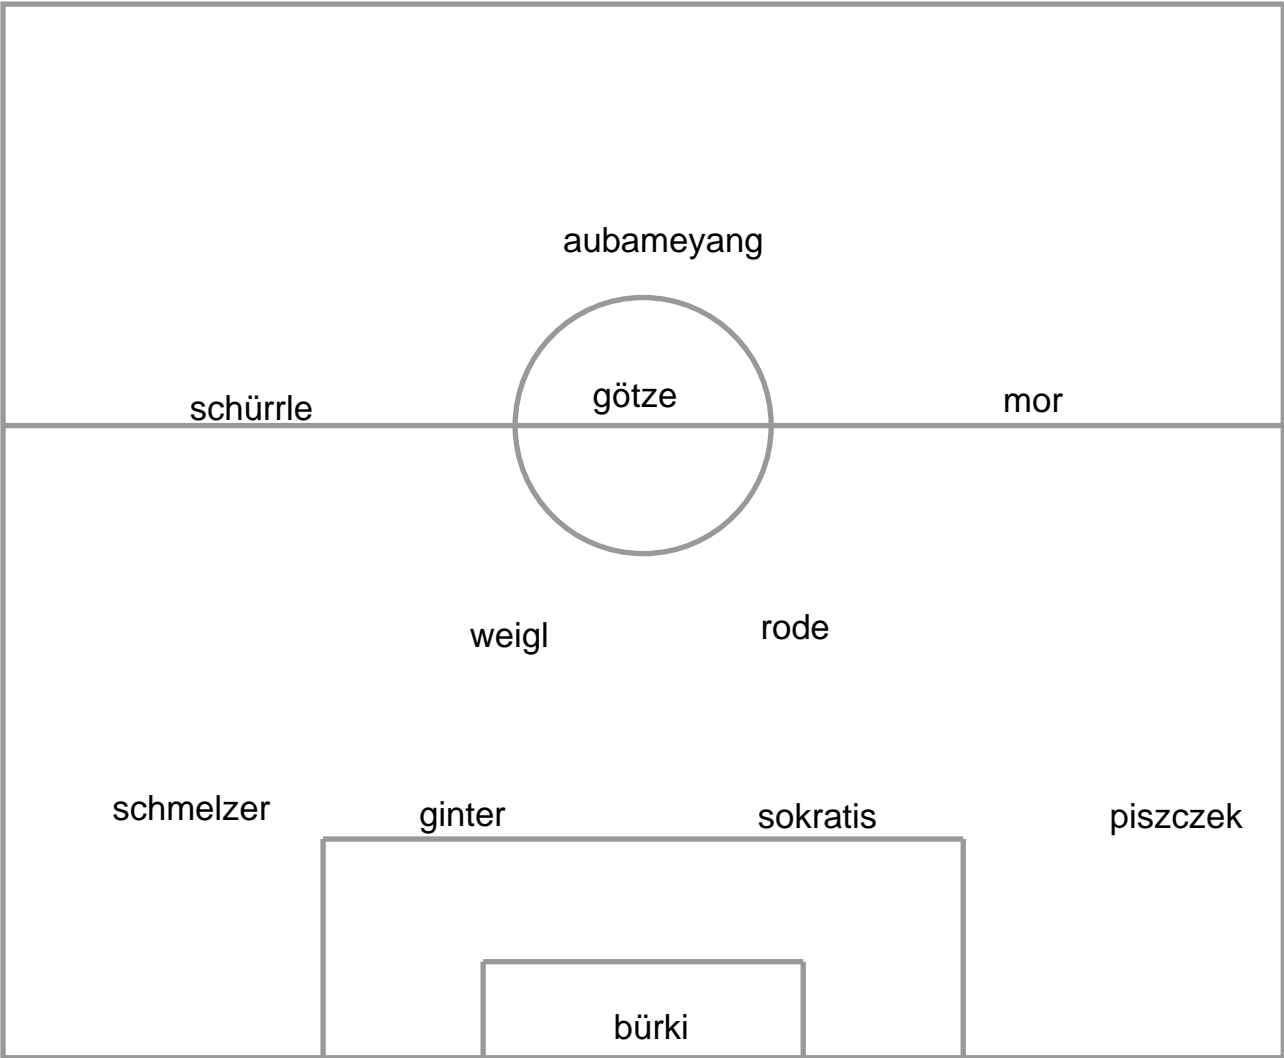 aubameyang
schürrle götze mor
weigl rode
schmelzer ginter sokratis piszczek
bürki